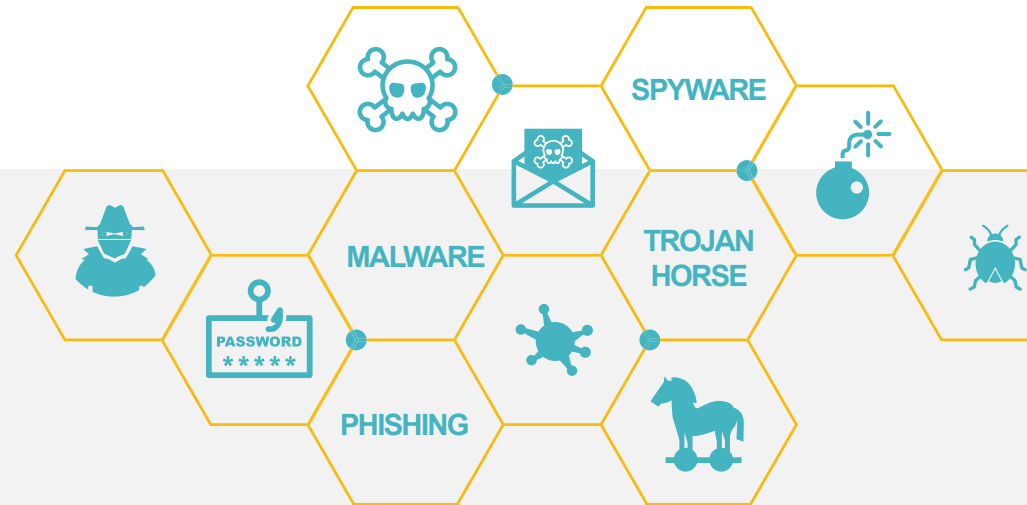 SPYWARE
MALWARE
TROJAN
HORSE
PASSWORD
*****
PHISHING